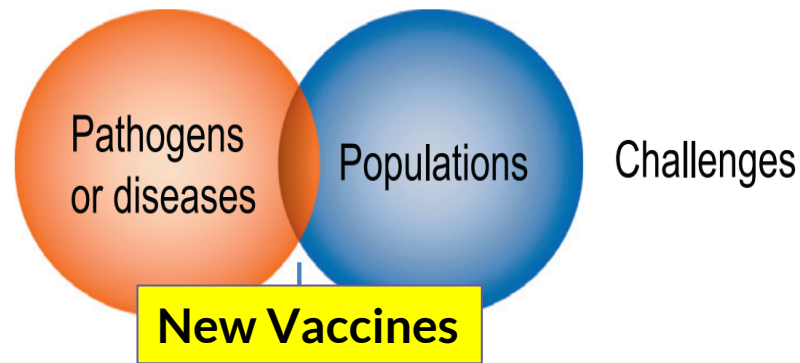 Pathogens
or diseases
Populations
Challenges
New Vaccines